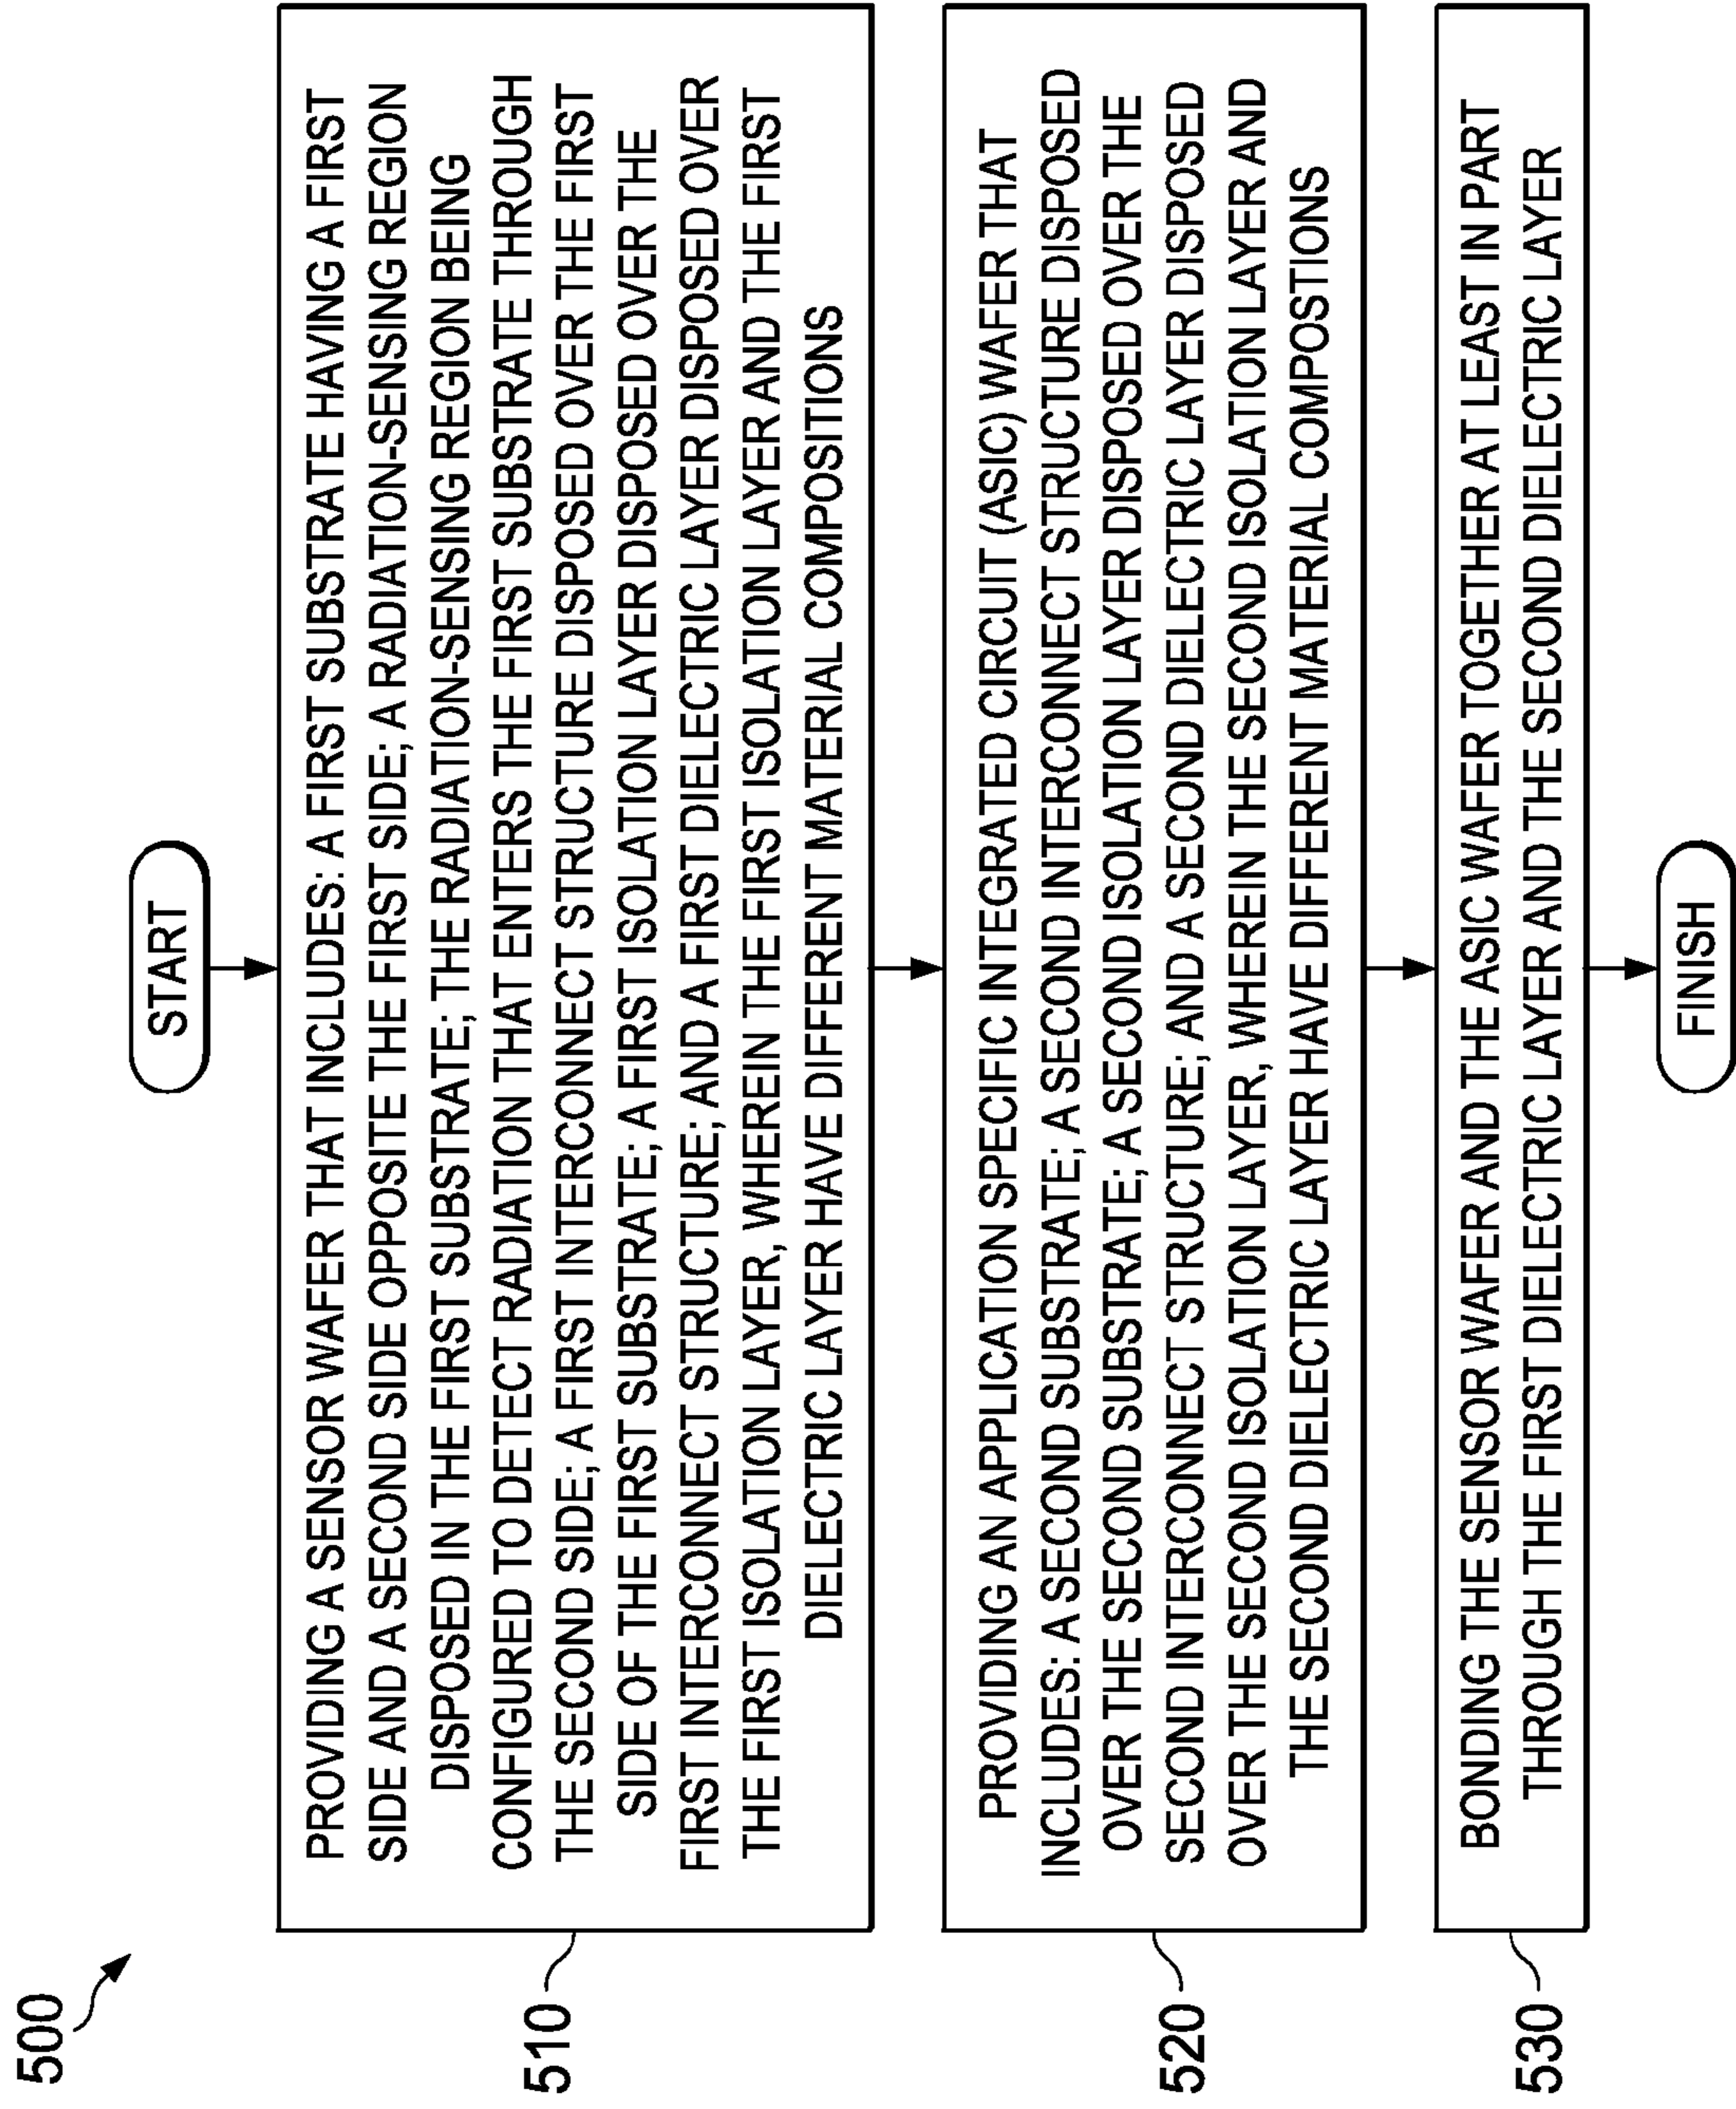 500
START
510
PROVIDING A SENSOR WAFER THAT INCLUDES: A FIRST SUBSTRATE HAVING A FIRST
SIDE AND A SECOND SIDE OPPOSITE THE FIRST SIDE; A RADIATION-SENSING REGION
DISPOSED IN THE FIRST SUBSTRATE; THE RADIATION-SENSING REGION BEING
CONFIGURED TO DETECT RADIATION THAT ENTERS THE FIRST SUBSTRATE THROUGH
THE SECOND SIDE; A FIRST INTERCONNECT STRUCTURE DISPOSED OVER THE FIRST
SIDE OF THE FIRST SUBSTRATE; A FIRST ISOLATION LAYER DISPOSED OVER THE
FIRST INTERCONNECT STRUCTURE; AND A FIRST DIELECTRIC LAYER DISPOSED OVER
THE FIRST ISOLATION LAYER, WHEREIN THE FIRST ISOLATION LAYER AND THE FIRST
DIELECTRIC LAYER HAVE DIFFERENT MATERIAL COMPOSITIONS
520
PROVIDING AN APPLICATION SPECIFIC INTEGRATED CIRCUIT (ASIC) WAFER THAT
INCLUDES: A SECOND SUBSTRATE; A SECOND INTERCONNECT STRUCTURE DISPOSED
OVER THE SECOND SUBSTRATE; A SECOND ISOLATION LAYER DISPOSED OVER THE
SECOND INTERCONNECT STRUCTURE; AND A SECOND DIELECTRIC LAYER DISPOSED
OVER THE SECOND ISOLATION LAYER, WHEREIN THE SECOND ISOLATION LAYER AND
THE SECOND DIELECTRIC LAYER HAVE DIFFERENT MATERIAL COMPOSTIONS
530
BONDING THE SENSOR WAFER AND THE ASIC WAFER TOGETHER AT LEAST IN PART
THROUGH THE FIRST DIELECTRIC LAYER AND THE SECOND DIELECTRIC LAYER
FINISH